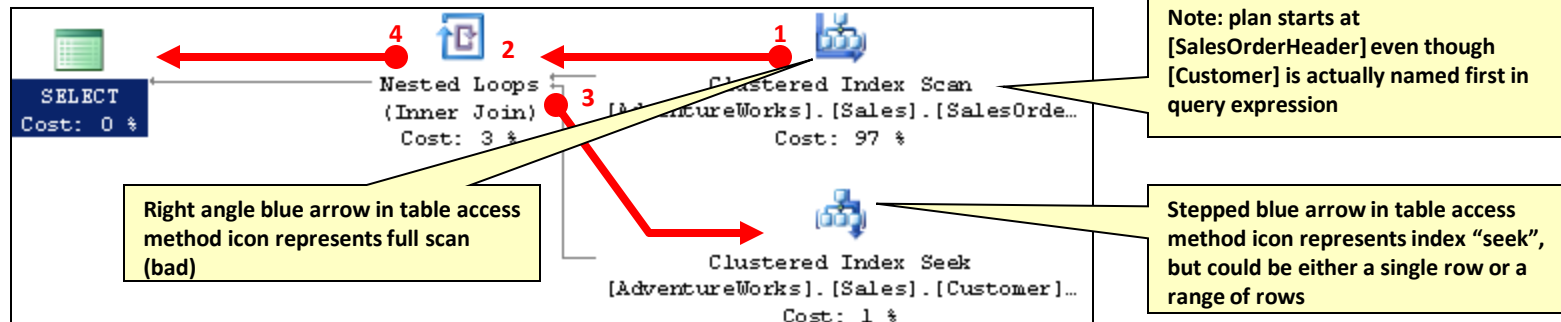 Note: plan starts at
[SalesOrderHeader] even though
[Customer] is actually named first in
query expression
4
2
1
SELECT
Cost: 0 %
Nested Loops
(Inner Join)
Cost: 3 %
3
Clustered Index Scan
[AdventureWorks].[Sales].[SalesOrde...
Cost: 97 %
Right angle blue arrow in table access
method icon represents full scan
(bad)
Stepped blue arrow in table access
method icon represents index “seek”,
but could be either a single row or a
range of rows
Clustered Index Seek
[AdventureWorks].[Sales].[Customer]...
Cost: 1 %